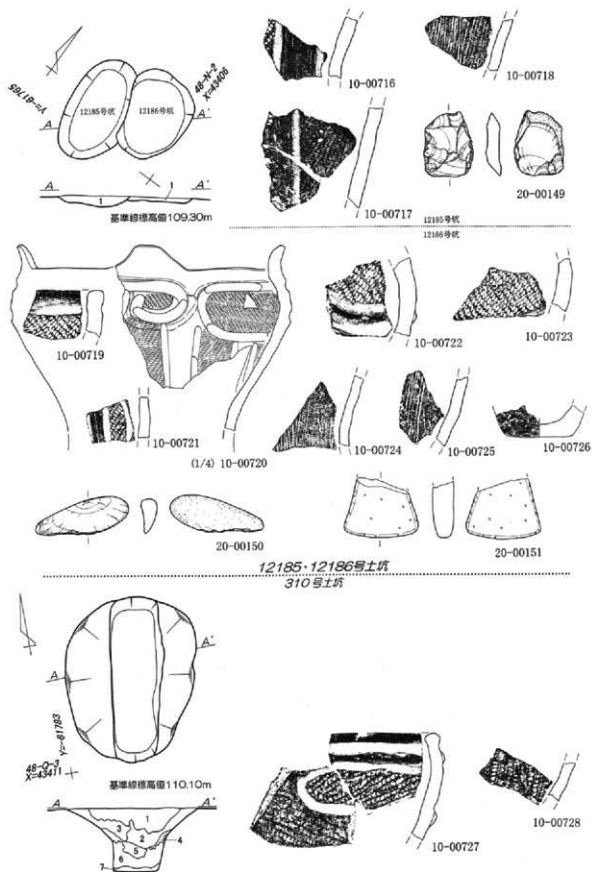 48-N-2
X=43406
Y=-61765
12185号坑
12186号坑
A
A'
A
A'
1
1
基準線標高値109.30m
10-00716
10-00718
10-00717
20-00149
12185号坑
12186号坑
10-00719
10-00721
(1/4) 10-00720
10-00722
10-00723
10-00724
10-00725
10-00726
20-00150
20-00151
12185・12186号土坑
310号土坑
A
A'
Y=-61783
48-Q-3
X=43411
基準線標高値110.10m
A
A'
1
3
2
4
5
6
7
10-00727
10-00728